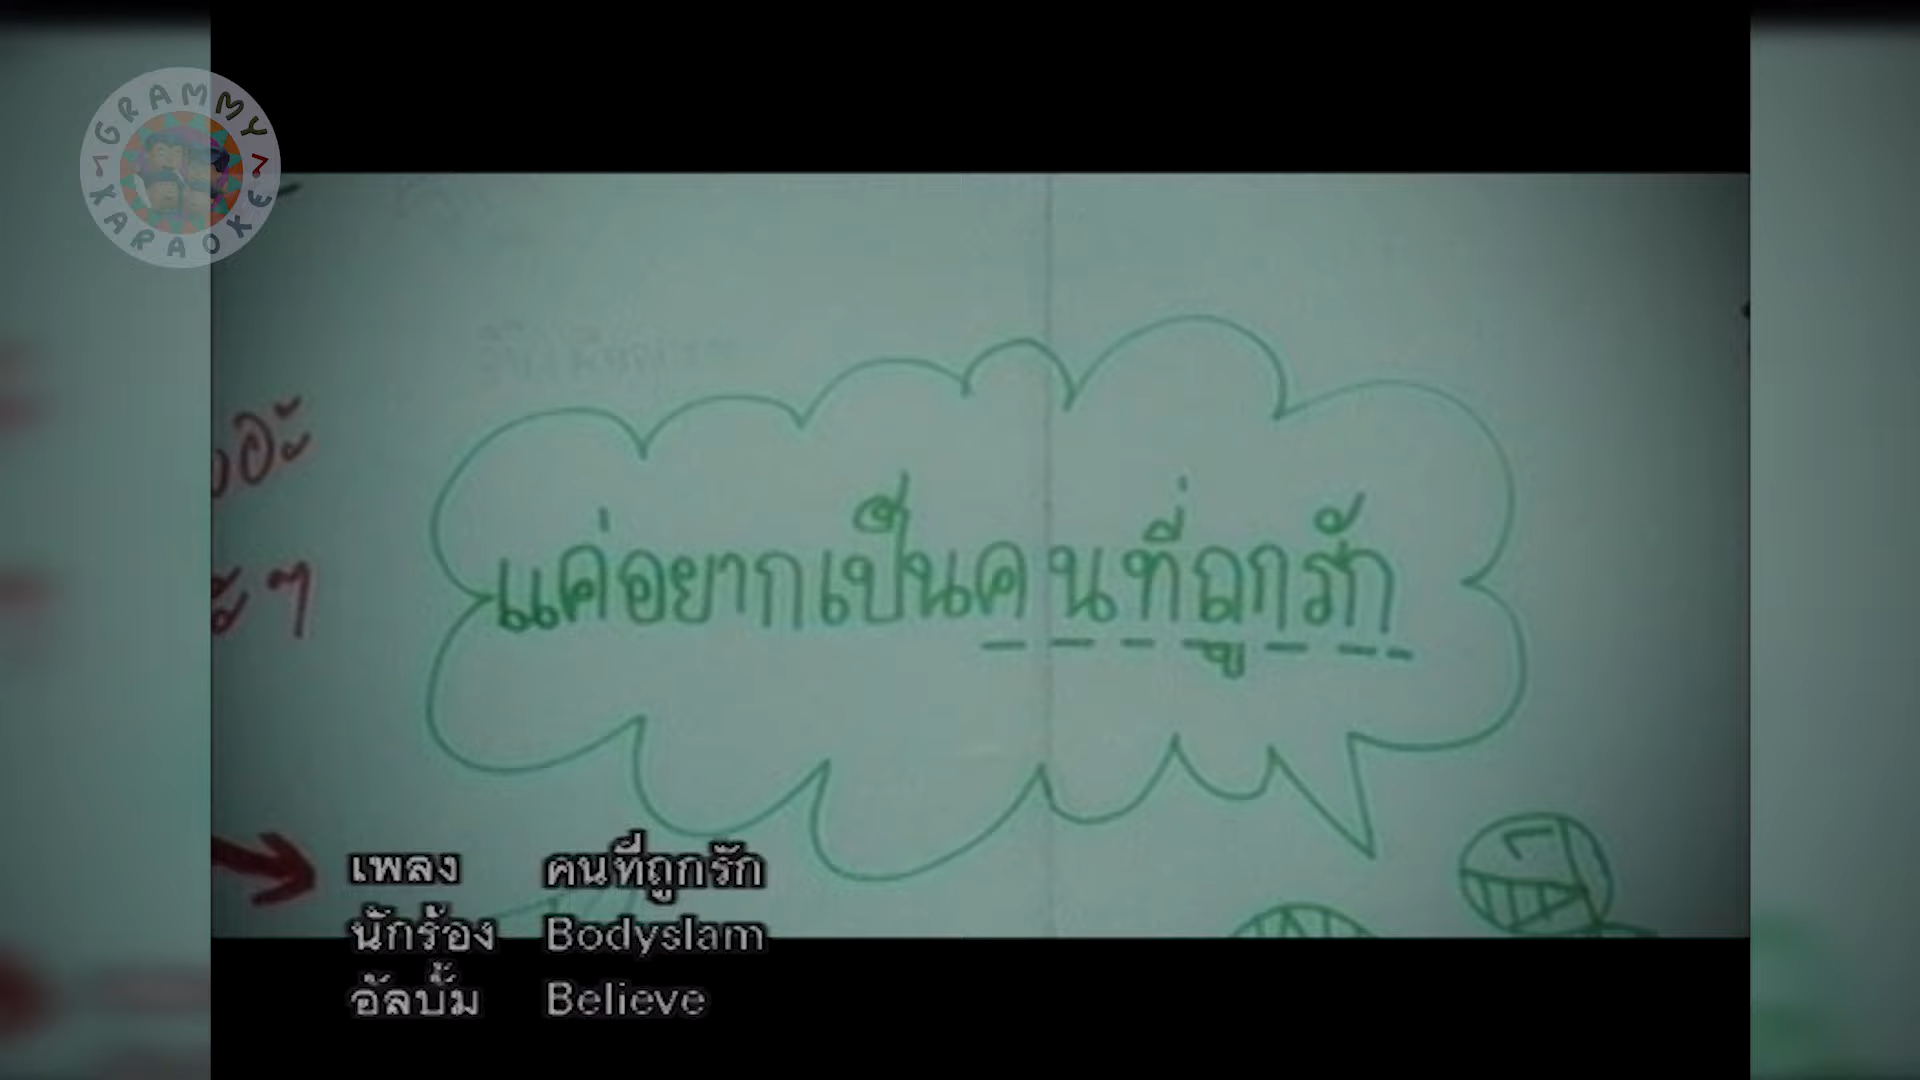 GRAMMY
KARAOKE
แค่อยากเป็นคนที่ถูกรัก
เพลง คนที่ถูกรัก
นักร้อง Bodyslam
อัลบั้ม Believe